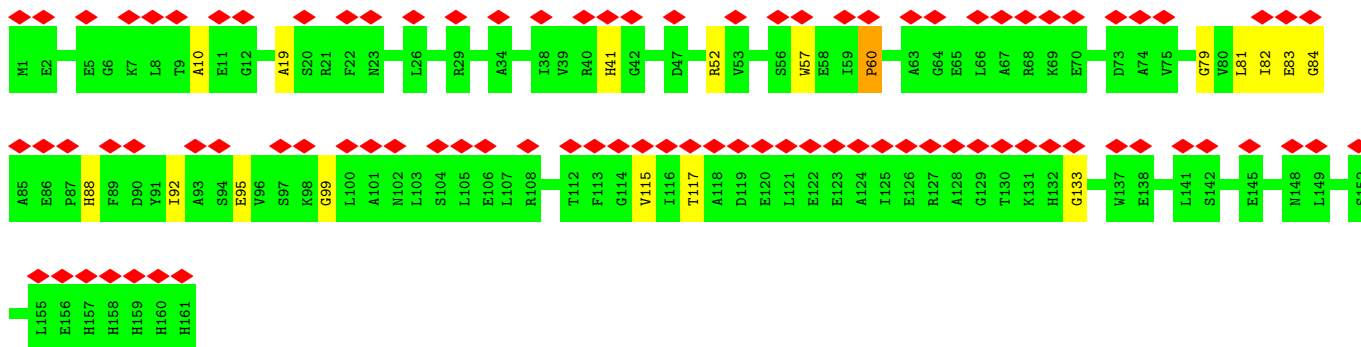 M1 E2 E5 G6 K7 L8 T9 A10 E11 G12 A19 S20 R21 F22 N23 L26 R29 A34 I38 V39 R40 H41 G42 D47 R52 V53 S56 W57 E58 I59 P60 A63 G64 E65 L66 A67 R68 K69 E70 D73 A74 V75 G79 V80 L81 I82 E83 G84
A85 E86 P87 H88 F89 D90 Y91 I92 A93 S94 E95 V96 S97 K98 G99 L100 A101 N102 L103 S104 L105 E106 L107 R108 T112 F113 G114 V115 I116 T117 A118 D119 E120 L121 E122 E123 A124 I125 E126 R127 A128 G129 T130 K131 H132 G133 W137 E138 L141 S142 E145 N148 L149
L155 E156 H157 H158 H159 H160 H161